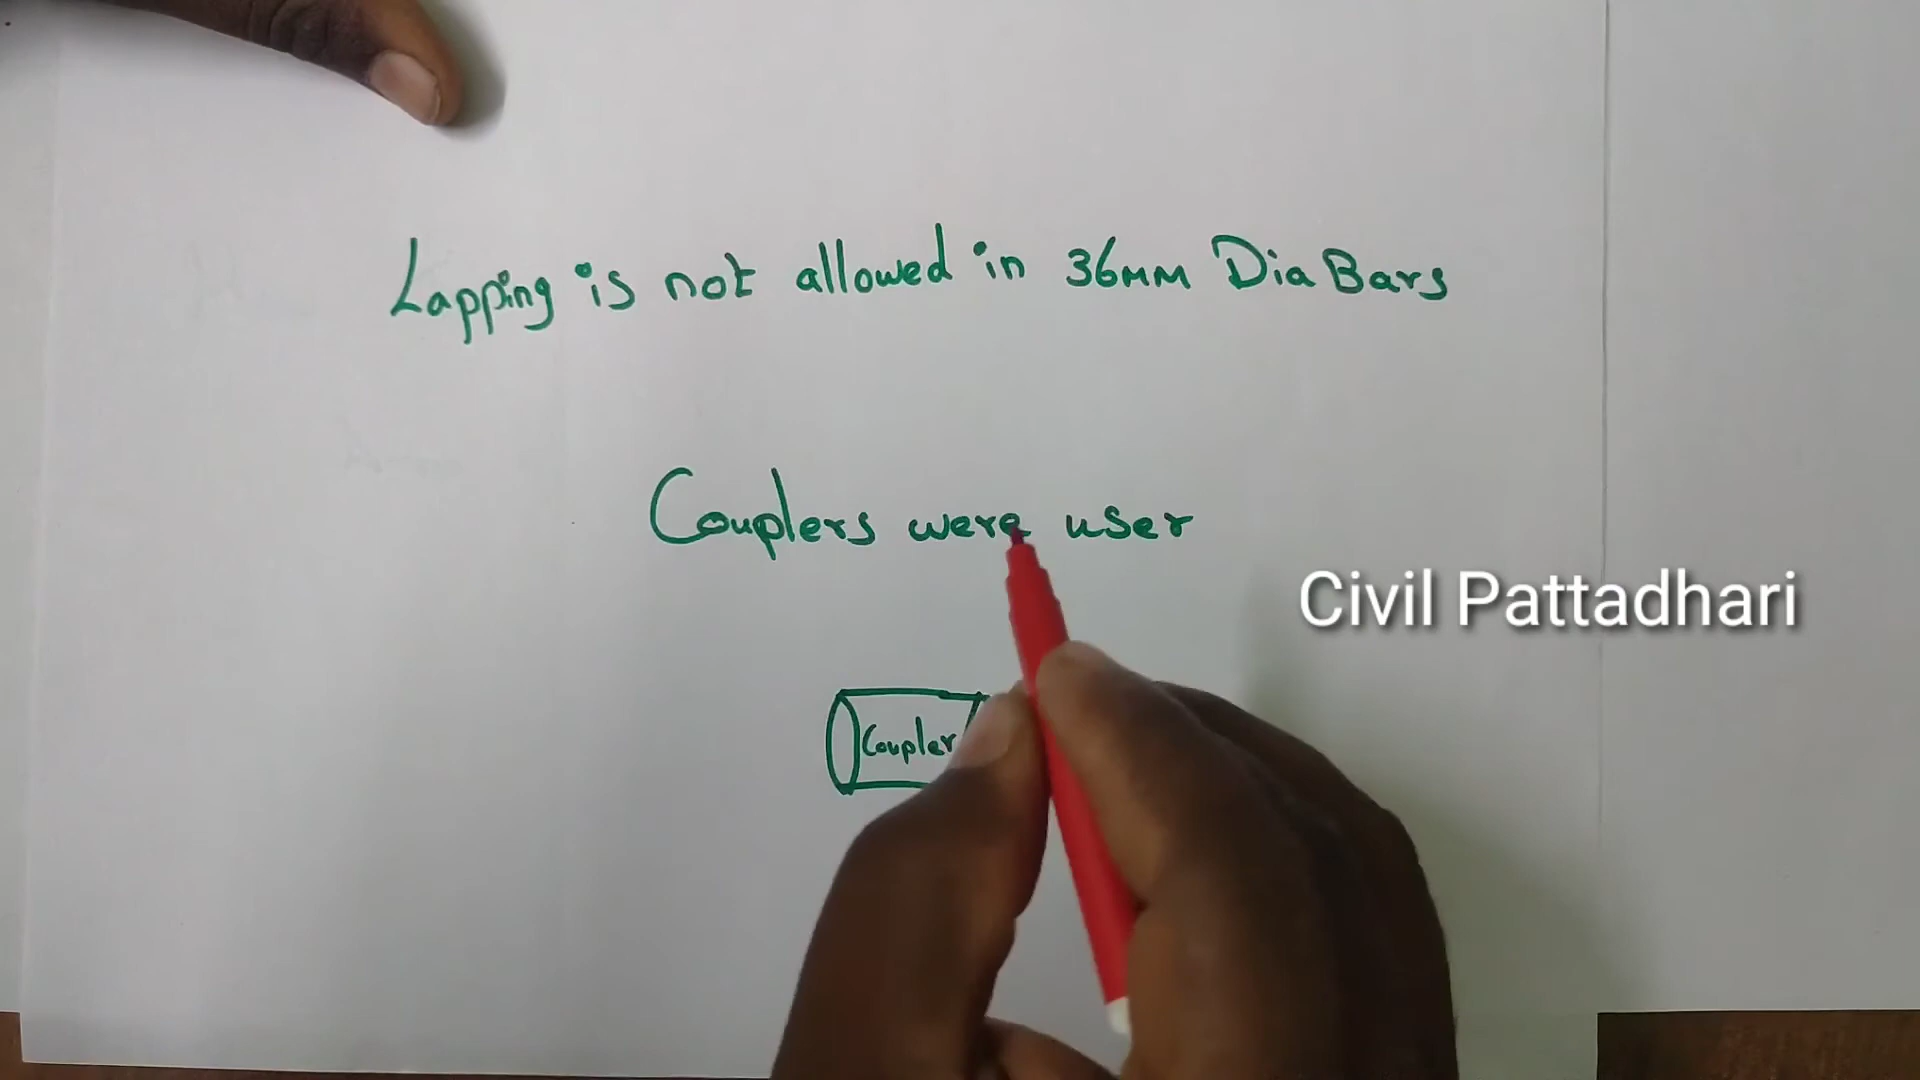 Lapping is not allowed in 36mm Dia Bars
Couplers were user
Civil Pattadhari
Coupler